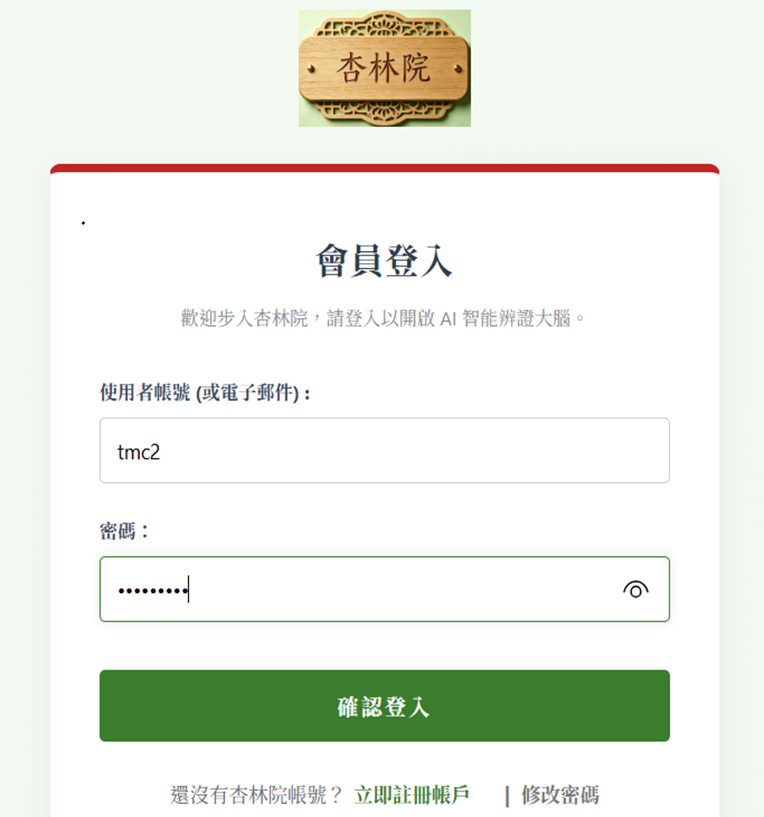 杏林院
會員登入
歡迎步入杏林院，請登入以開啟 AI 智能辨證大腦。
使用者帳號 (或電子郵件)：
tmc2
密碼：
•••••••••
確認登入
還沒有杏林院帳號？ 立即註冊帳戶 | 修改密碼